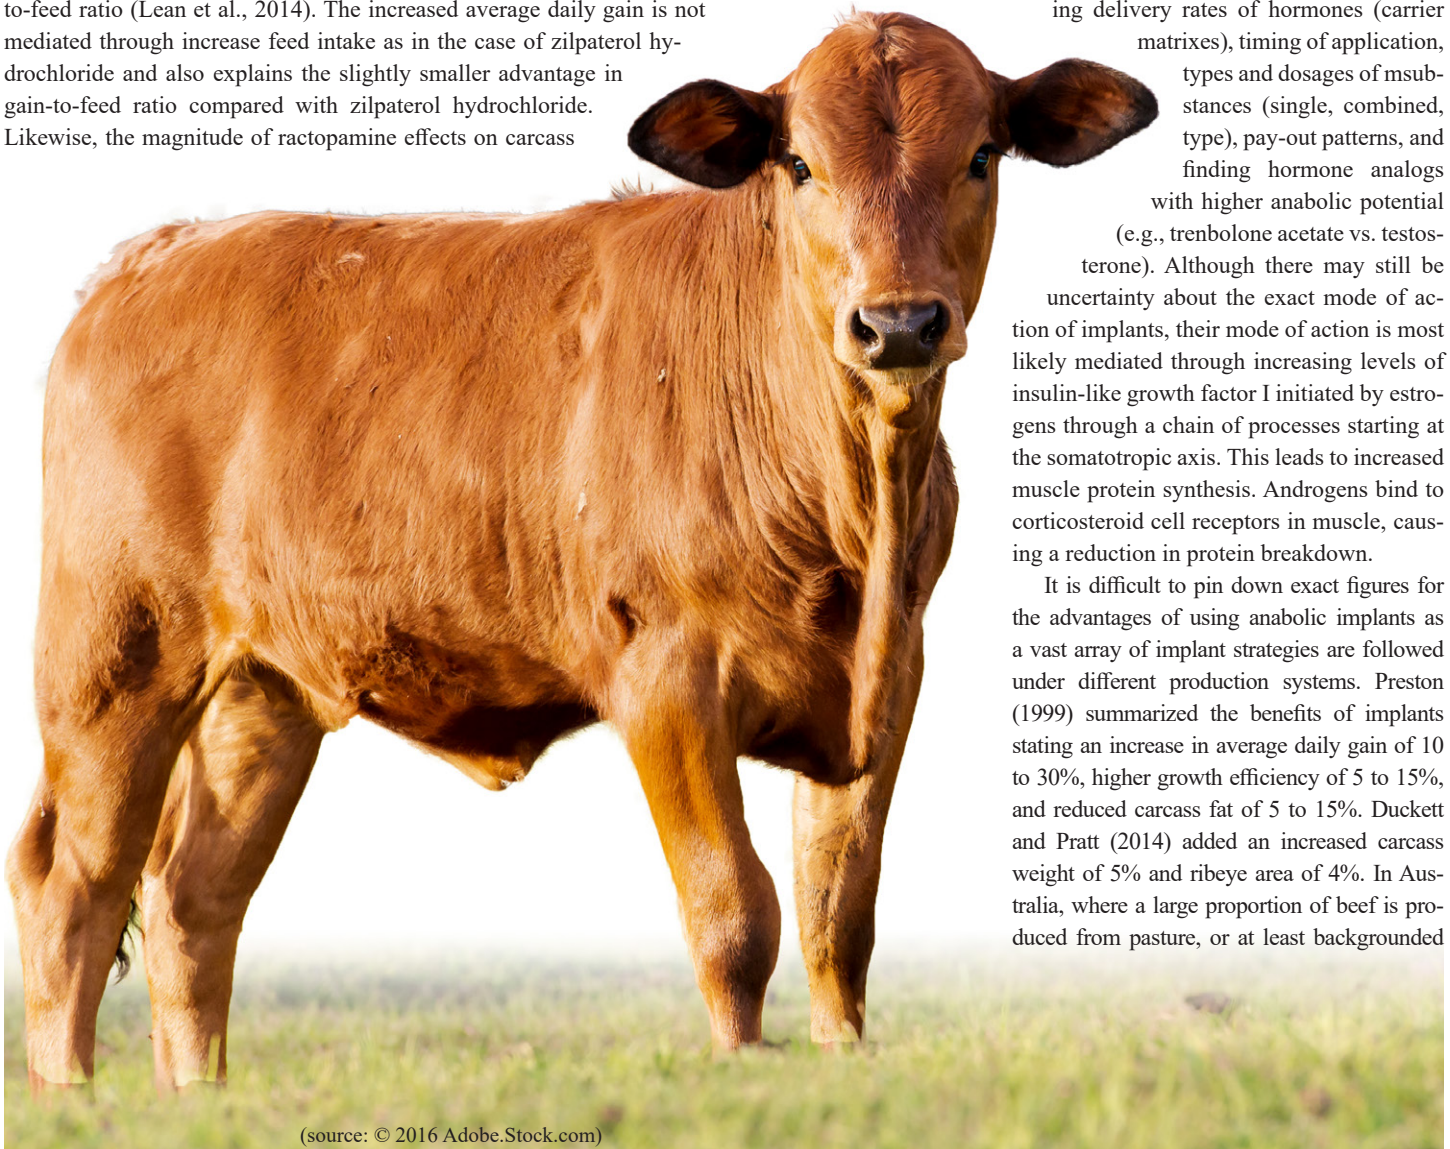 to-feed ratio (Lean et al., 2014). The increased average daily gain is not
mediated through increase feed intake as in the case of zilpaterol hy-
drochloride and also explains the slightly smaller advantage in
gain-to-feed ratio compared with zilpaterol hydrochloride.
Likewise, the magnitude of ractopamine effects on carcass
ing delivery rates of hormones (carrier
matrixes), timing of application,
types and dosages of msub-
stances (single, combined,
type), pay-out patterns, and
finding hormone analogs
with higher anabolic potential
(e.g., trenbolone acetate vs. testos-
terone). Although there may still be
uncertainty about the exact mode of ac-
tion of implants, their mode of action is most
likely mediated through increasing levels of
insulin-like growth factor I initiated by estro-
gens through a chain of processes starting at
the somatotropic axis. This leads to increased
muscle protein synthesis. Androgens bind to
corticosteroid cell receptors in muscle, caus-
ing a reduction in protein breakdown.
It is difficult to pin down exact figures for
the advantages of using anabolic implants as
a vast array of implant strategies are followed
under different production systems. Preston
(1999) summarized the benefits of implants
stating an increase in average daily gain of 10
to 30%, higher growth efficiency of 5 to 15%,
and reduced carcass fat of 5 to 15%. Duckett
and Pratt (2014) added an increased carcass
weight of 5% and ribeye area of 4%. In Aus-
tralia, where a large proportion of beef is pro-
duced from pasture, or at least backgrounded
(source: © 2016 Adobe.Stock.com)